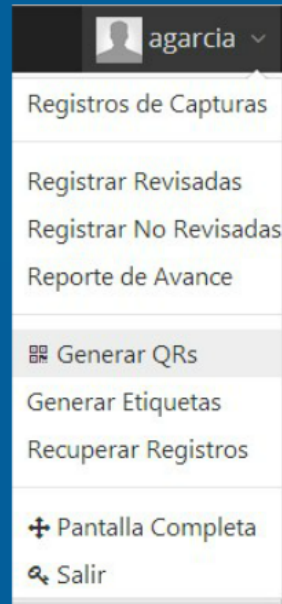 agarcia
Registros de Capturas
Registrar Revisadas
Registrar No Revisadas
Reporte de Avance
Generar QRs
Generar Etiquetas
Recuperar Registros
Pantalla Completa
Salir